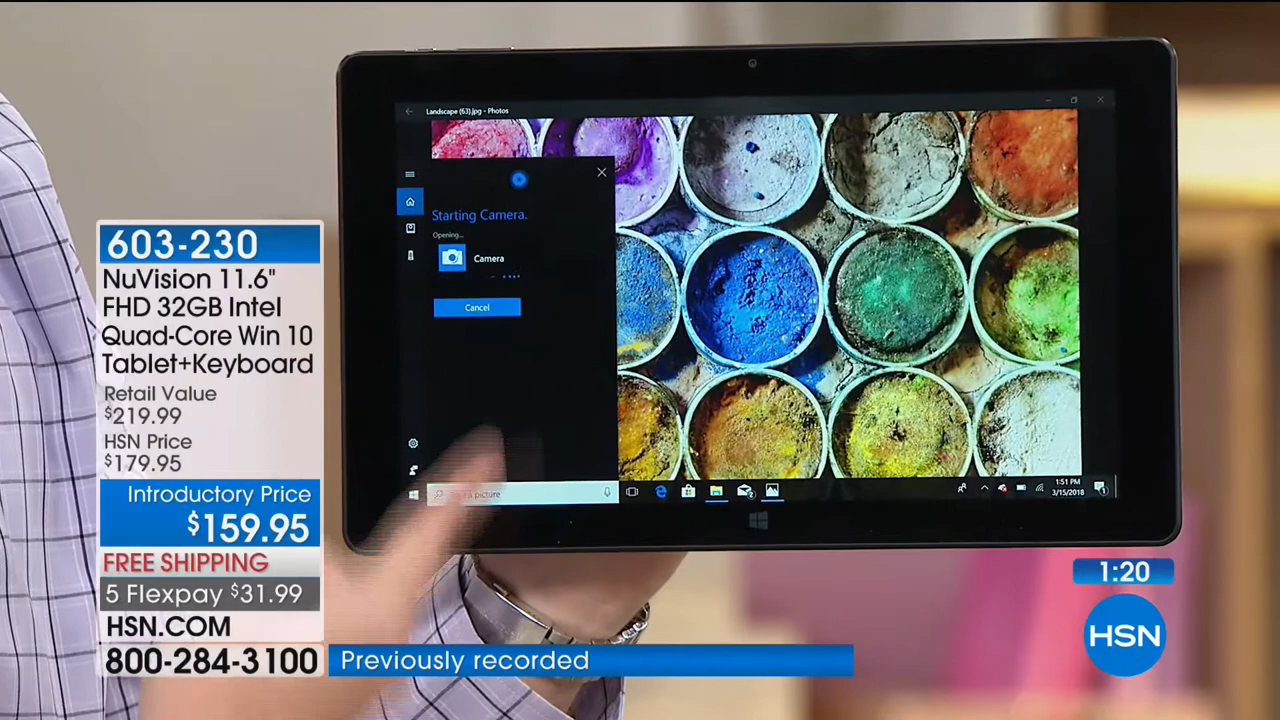 Landscape (63).jpg - Photos
Starting Camera.
Opening...
Camera
Cancel
picture
1:51 PM
3/15/2018
603-230
NuVision 11.6"
FHD 32GB Intel
Quad-Core Win 10
Tablet+Keyboard
Retail Value
$219.99
HSN Price
$179.95
Introductory Price
$159.95
FREE SHIPPING
5 Flexpay $31.99
HSN.COM
800-284-3100
Previously recorded
1:20
HSN